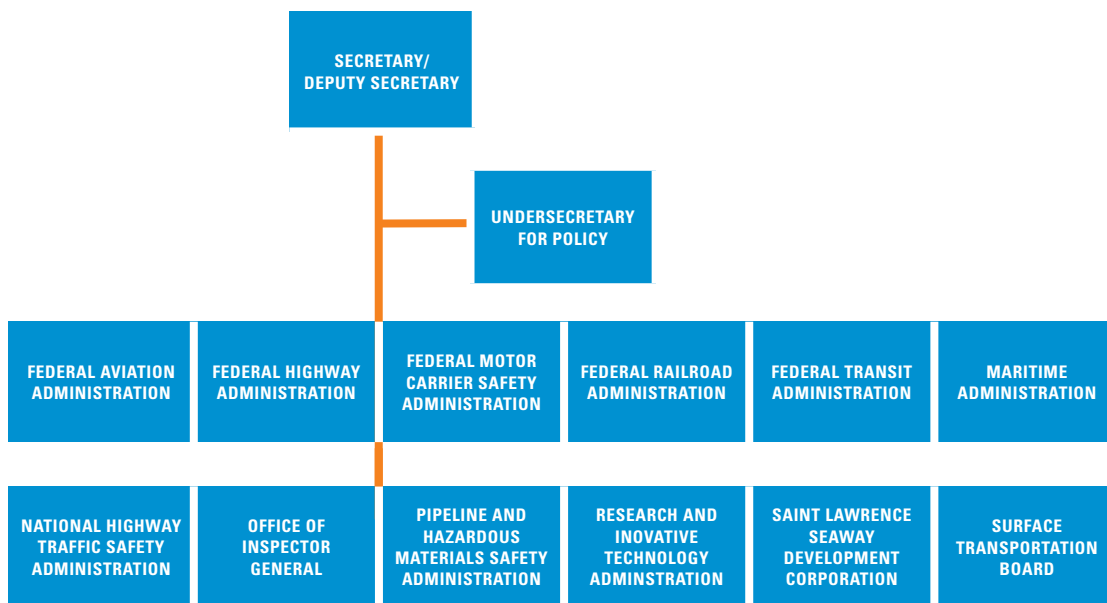 SECRETARY/
DEPUTY SECRETARY
UNDERSECRETARY
FOR POLICY
FEDERAL AVIATION
ADMINISTRATION
FEDERAL HIGHWAY
ADMINISTRATION
FEDERAL MOTOR
CARRIER SAFETY
ADMINISTRATION
FEDERAL RAILROAD
ADMINISTRATION
FEDERAL TRANSIT
ADMINISTRATION
MARITIME
ADMINISTRATION
NATIONAL HIGHWAY
TRAFFIC SAFETY
ADMINISTRATION
OFFICE OF
INSPECTOR
GENERAL
PIPELINE AND
HAZARDOUS
MATERIALS SAFETY
ADMINISTRATION
RESEARCH AND
INOVATIVE
TECHNOLOGY
ADMINSTRATION
SAINT LAWRENCE
SEAWAY
DEVELOPMENT
CORPORATION
SURFACE
TRANSPORTATION
BOARD